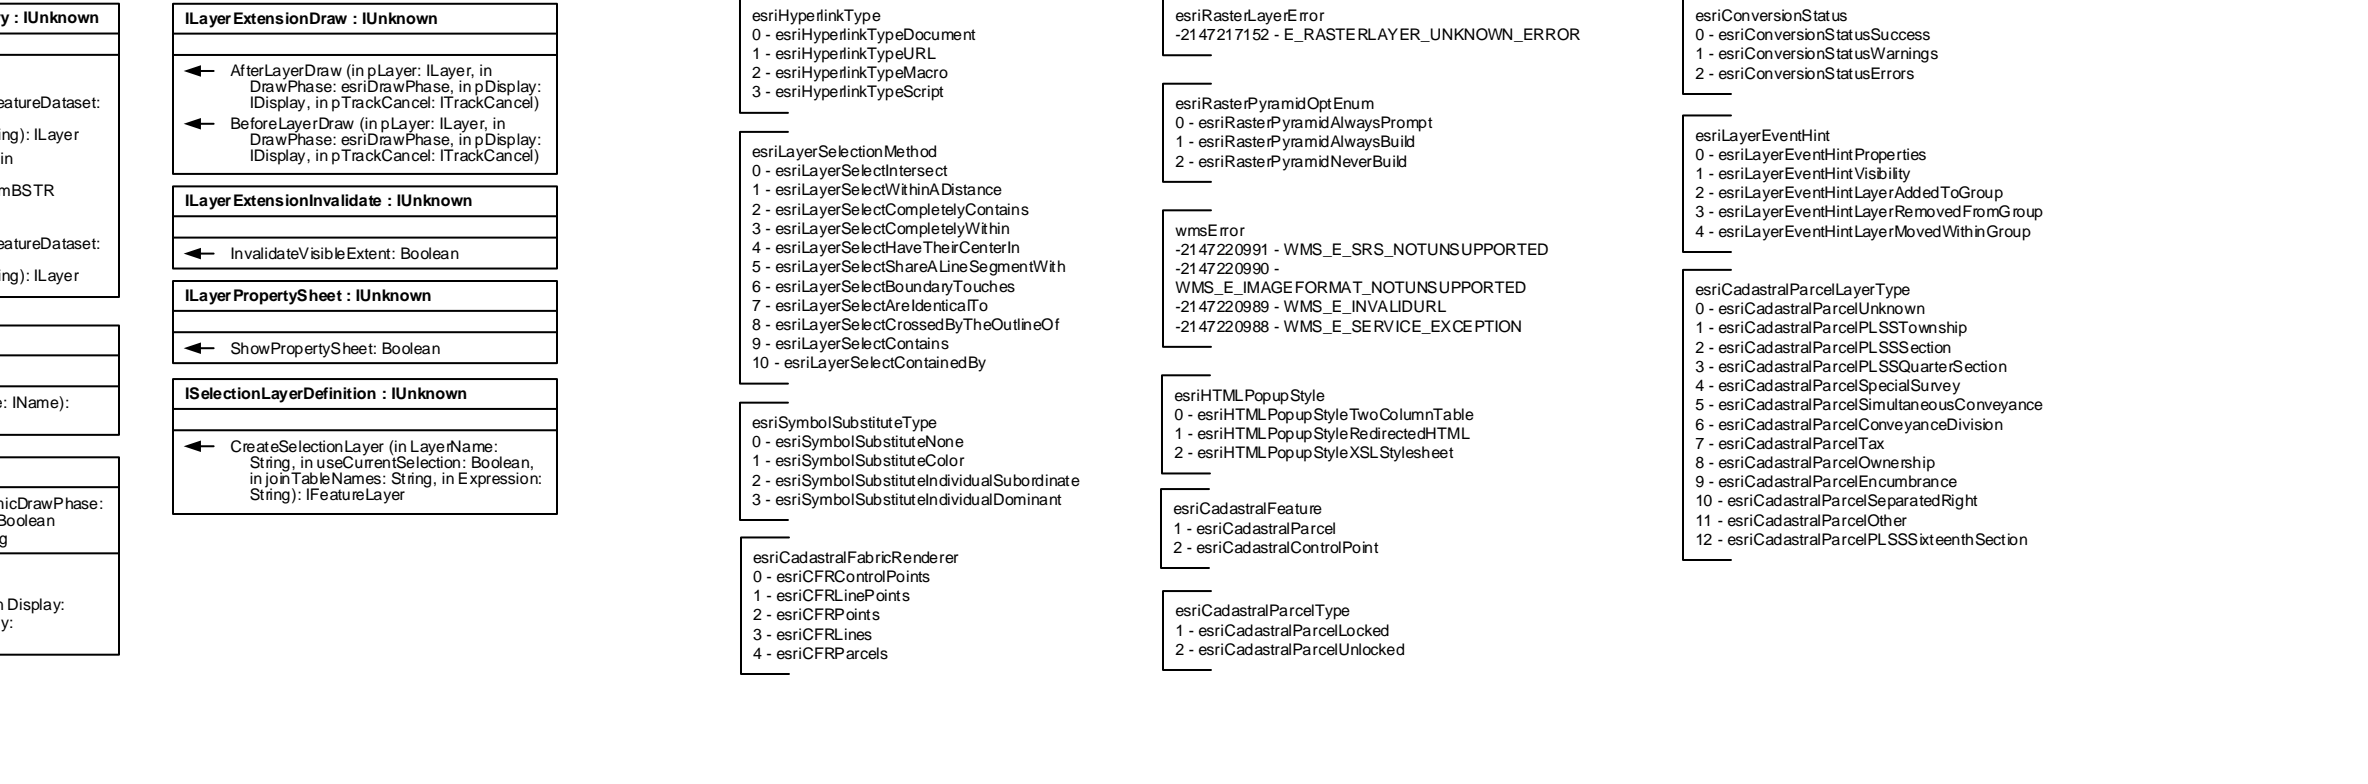 y : IUnknown
eatureDataset:
ing): ILayer
in
mBSTR
eatureDataset:
ing): ILayer
e: IName):
nicDrawPhase:
Boolean
g
n Display:
y:
ILayerExtensionDraw : IUnknown
AfterLayerDraw (in pLayer: ILayer, in
DrawPhase: esriDrawPhase, in pDisplay:
IDisplay, in pTrackCancel: ITrackCancel)
BeforeLayerDraw (in pLayer: ILayer, in
DrawPhase: esriDrawPhase, in pDisplay:
IDisplay, in pTrackCancel: ITrackCancel)
ILayerExtensionInvalidate : IUnknown
InvalidateVisibleExtent: Boolean
ILayerPropertySheet : IUnknown
ShowPropertySheet: Boolean
ISelectionLayerDefinition : IUnknown
CreateSelectionLayer (in LayerName:
String, in useCurrentSelection: Boolean,
in joinTableNames: String, in Expression:
String): IFeatureLayer
esriHyperlinkType
0 - esriHyperlinkTypeDocument
1 - esriHyperlinkTypeURL
2 - esriHyperlinkTypeMacro
3 - esriHyperlinkTypeScript
esriLayerSelectionMethod
0 - esriLayerSelectIntersect
1 - esriLayerSelectWithinADistance
2 - esriLayerSelectCompletelyContains
3 - esriLayerSelectCompletelyWithin
4 - esriLayerSelectHaveTheirCenterIn
5 - esriLayerSelectShareALineSegmentWith
6 - esriLayerSelectBoundaryTouches
7 - esriLayerSelectAreIdenticalTo
8 - esriLayerSelectCrossedByTheOutlineOf
9 - esriLayerSelectContains
10 - esriLayerSelectContainedBy
esriSymbolSubstituteType
0 - esriSymbolSubstituteNone
1 - esriSymbolSubstituteColor
2 - esriSymbolSubstituteIndividualSubordinate
3 - esriSymbolSubstituteIndividualDominant
esriCadastralFabricRenderer
0 - esriCFRControlPoints
1 - esriCFRLinePoints
2 - esriCFRPoints
3 - esriCFRLines
4 - esriCFRParcels
esriRasterLayerError
-2147217152 - E_RASTERLAYER_UNKNOWN_ERROR
esriRasterPyramidOptEnum
0 - esriRasterPyramidAlwaysPrompt
1 - esriRasterPyramidAlwaysBuild
2 - esriRasterPyramidNeverBuild
wmsError
-2147220991 - WMS_E_SRS_NOTUNSUPPORTED
-2147220990 -
WMS_E_IMAGEFORMAT_NOTUNSUPPORTED
-2147220989 - WMS_E_INVALIDURL
-2147220988 - WMS_E_SERVICE_EXCEPTION
esriHTMLPopupStyle
0 - esriHTMLPopupStyleTwoColumnTable
1 - esriHTMLPopupStyleRedirectedHTML
2 - esriHTMLPopupStyleXSLStylesheet
esriCadastralFeature
1 - esriCadastralParcel
2 - esriCadastralControlPoint
esriCadastralParcelType
1 - esriCadastralParcelLocked
2 - esriCadastralParcelUnlocked
esriConversionStatus
0 - esriConversionStatusSuccess
1 - esriConversionStatusWarnings
2 - esriConversionStatusErrors
esriLayerEventHint
0 - esriLayerEventHintProperties
1 - esriLayerEventHintVisibility
2 - esriLayerEventHintLayerAddedToGroup
3 - esriLayerEventHintLayerRemovedFromGroup
4 - esriLayerEventHintLayerMovedWithinGroup
esriCadastralParcelLayerType
0 - esriCadastralParcelUnknown
1 - esriCadastralParcelPLSSTownship
2 - esriCadastralParcelPLSSSection
3 - esriCadastralParcelPLSSQuarterSection
4 - esriCadastralParcelSpecialSurvey
5 - esriCadastralParcelSimultaneousConveyance
6 - esriCadastralParcelConveyanceDivision
7 - esriCadastralParcelTax
8 - esriCadastralParcelOwnership
9 - esriCadastralParcelEncumbrance
10 - esriCadastralParcelSeparatedRight
11 - esriCadastralParcelOther
12 - esriCadastralParcelPLSSSixteenthSection